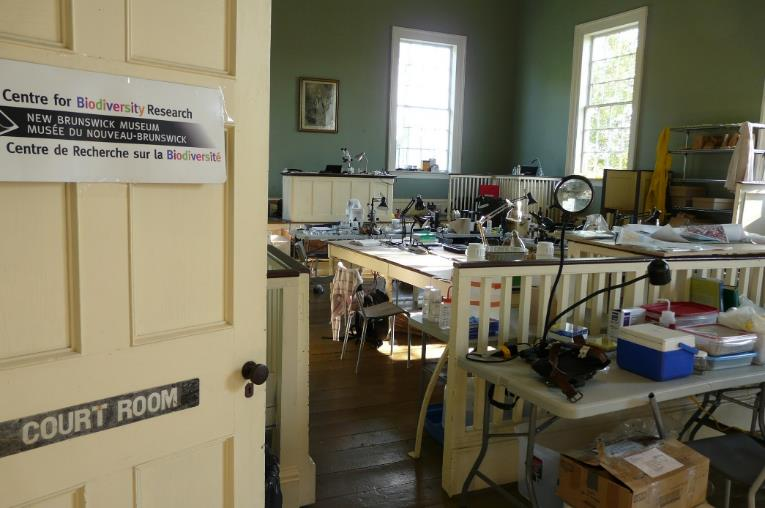 Centre for Biodiversity Research
NEW BRUNSWICK MUSEUM
MUSÉE DU NOUVEAU-BRUNSWICK
Centre de Recherche sur la Biodiversité
COURT ROOM